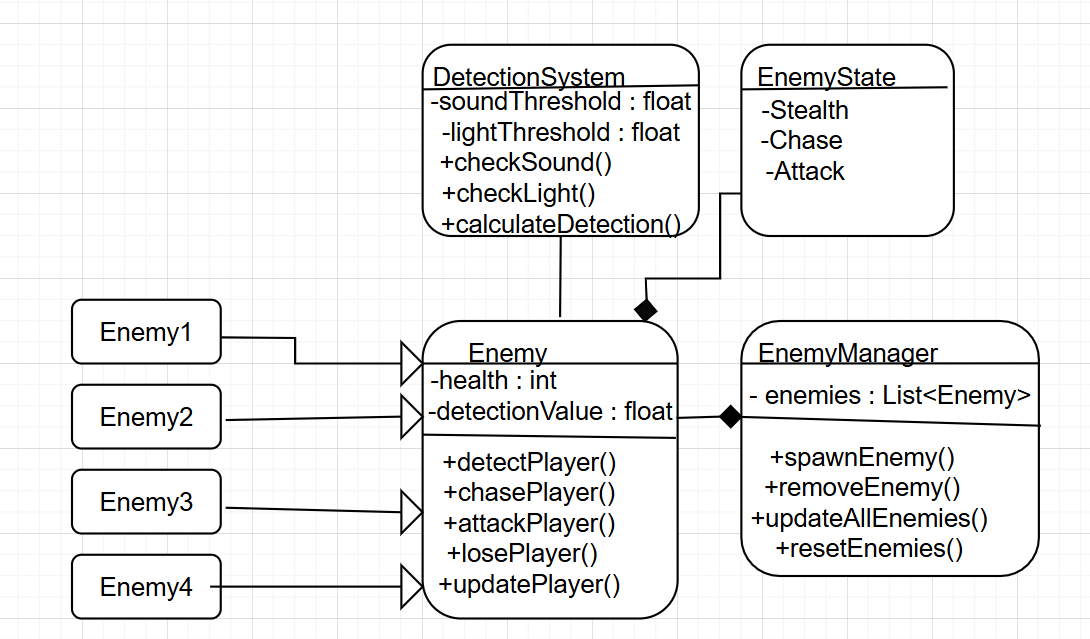 DetectionSystem
-soundThreshold : float
-lightThreshold : float
+checkSound()
+checkLight()
+calculateDetection()
EnemyState
-Stealth
-Chase
-Attack
Enemy1
Enemy2
Enemy3
Enemy4
Enemy
-health : int
-detectionValue : float
+detectPlayer()
+chasePlayer()
+attackPlayer()
+losePlayer()
+updatePlayer()
EnemyManager
- enemies : List<Enemy>
+spawnEnemy()
+removeEnemy()
+updateAllEnemies()
+resetEnemies()